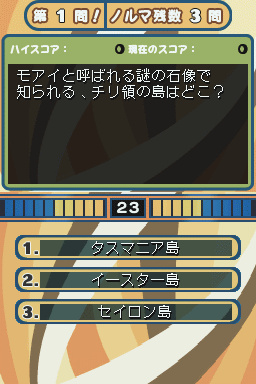 第 1 問! ノルマ残数 3 問
ハイスコア： 0 現在のスコア： 0
モアイと呼ばれる謎の石像で
知られる、チリ領の島はどこ？
23
1. タスマニア島
2. イースター島
3. セイロン島